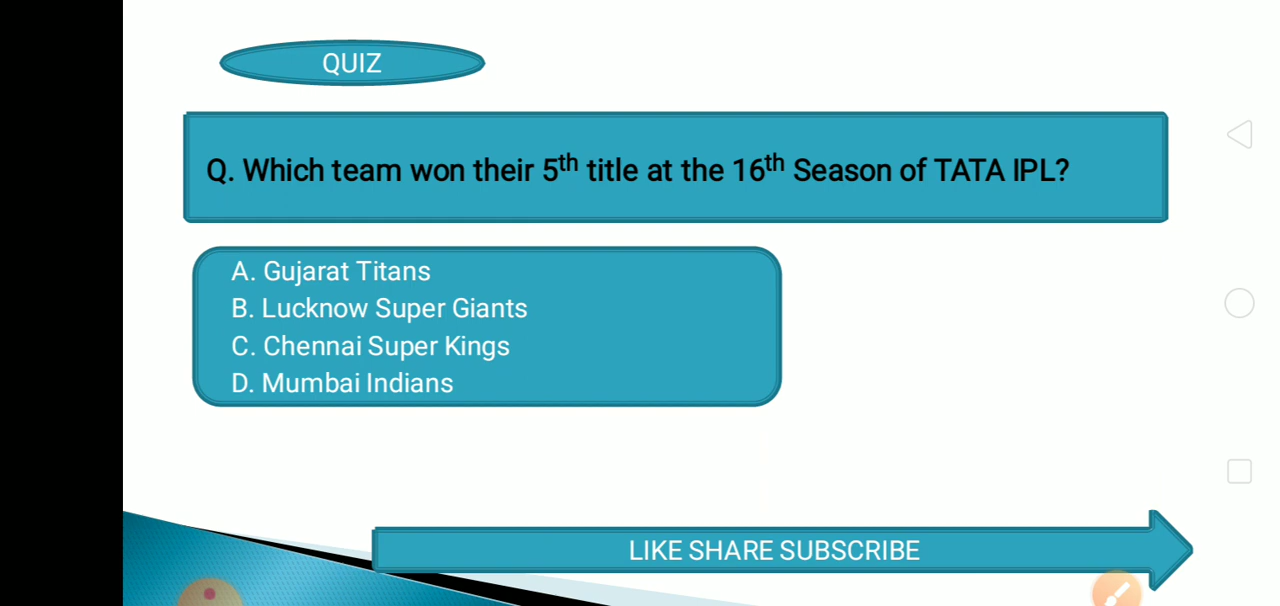 QUIZ
Q. Which team won their 5th title at the 16th Season of TATA IPL?
A. Gujarat Titans
B. Lucknow Super Giants
C. Chennai Super Kings
D. Mumbai Indians
LIKE SHARE SUBSCRIBE